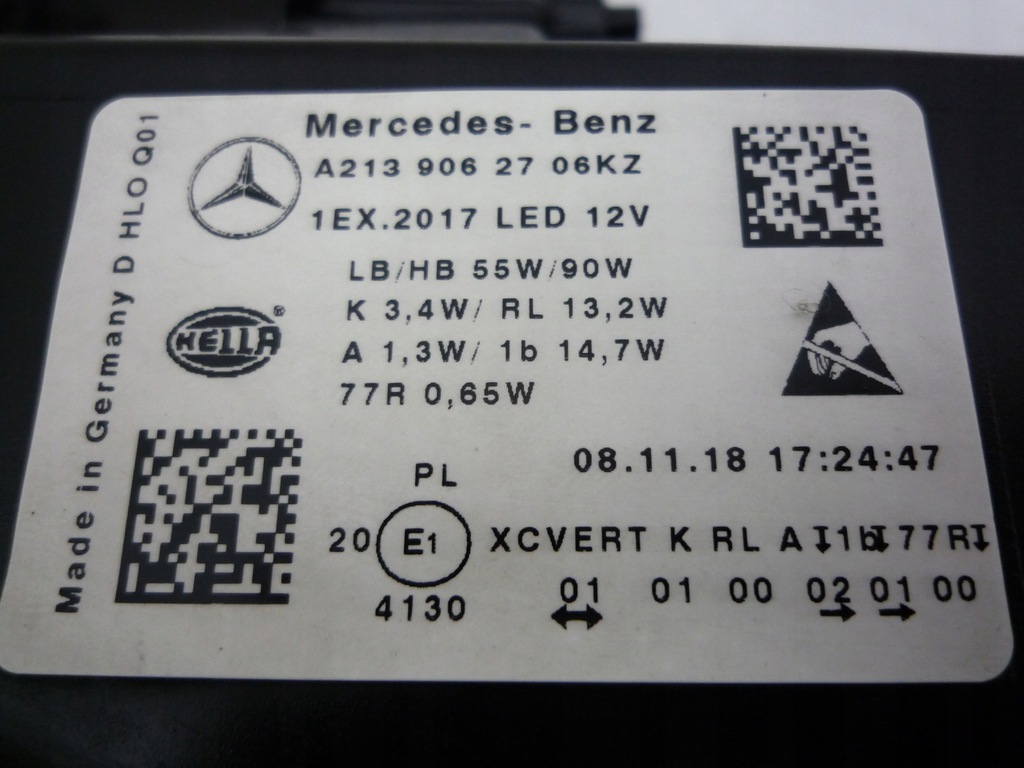 Mercedes- Benz
A213 906 27 06KZ
1EX.2017 LED 12V
LB/HB 55W/90W
K 3,4W/ RL 13,2W
A 1,3W/ 1b 14,7W
77R 0,65W
HELLA®
Made in Germany D HLO Q01
08.11.18 17:24:47
PL
20 E1 XCVERT K RL A 1b 77R
4130
01 01 00 02 01 00